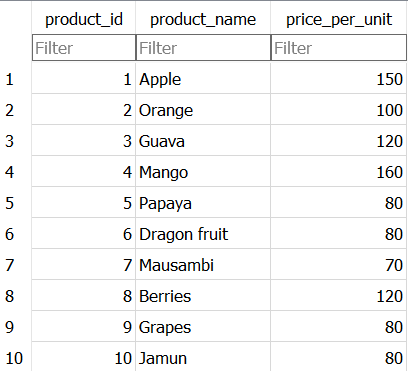 product_id product_name price_per_unit
Filter Filter Filter
1 1 Apple 150
2 2 Orange 100
3 3 Guava 120
4 4 Mango 160
5 5 Papaya 80
6 6 Dragon fruit 80
7 7 Mausambi 70
8 8 Berries 120
9 9 Grapes 80
10 10 Jamun 80